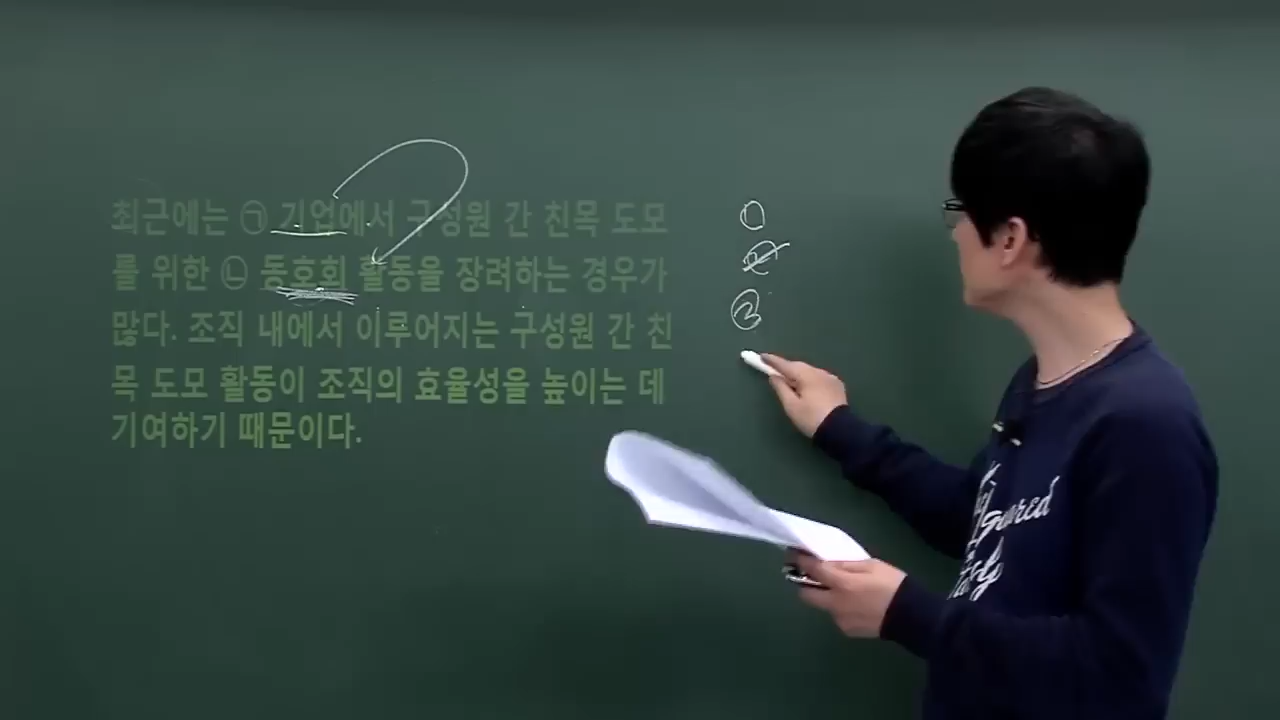 최근에는 ㉠ 기업에서 구성원 간 친목 도모
를 위한 ㉡ 동호회 활동을 장려하는 경우가
많다. 조직 내에서 이루어지는 구성원 간 친
목 도모 활동이 조직의 효율성을 높이는 데
기여하기 때문이다.